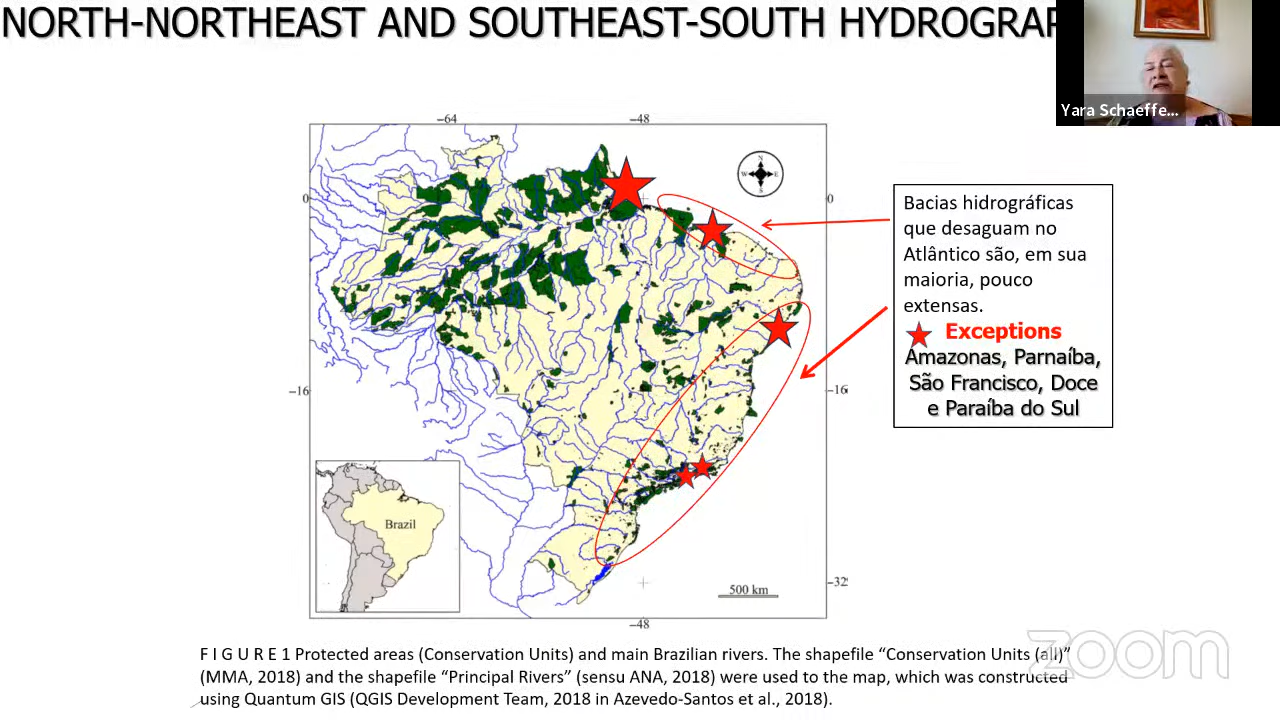 NORTH-NORTHEAST AND SOUTHEAST-SOUTH HYDROGRAP
Yara Schaeffe...
−64
−48
0
0
N
W
E
S
Bacias hidrográficas
que desaguam no
Atlântico são, em sua
maioria, pouco
extensas.
Exceptions
Amazonas, Parnaíba,
São Francisco, Doce
e Paraíba do Sul
−16
−16
Brazil
500 km
−32
−48
zoom
F I G U R E 1 Protected areas (Conservation Units) and main Brazilian rivers. The shapefile “Conservation Units (all)”
(MMA, 2018) and the shapefile “Principal Rivers” (sensu ANA, 2018) were used to the map, which was constructed
using Quantum GIS (QGIS Development Team, 2018 in Azevedo-Santos et al., 2018).